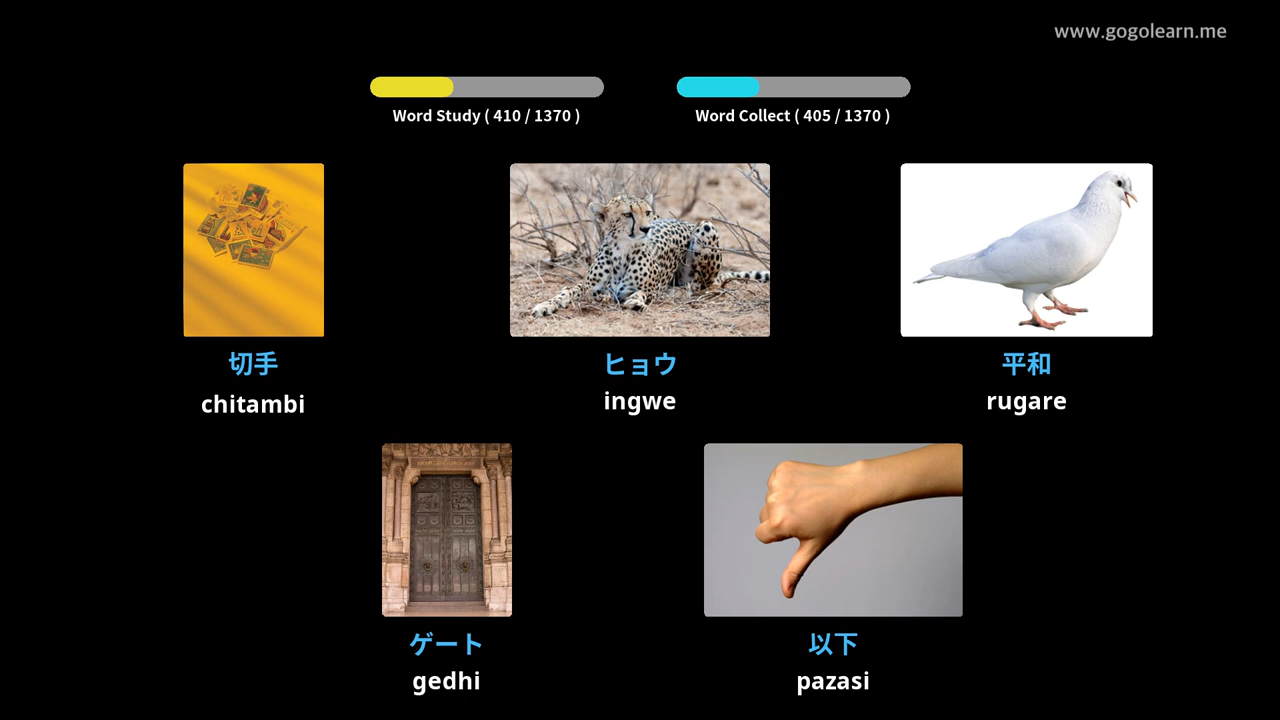 www.gogolearn.me
Word Study ( 410 / 1370 )
Word Collect ( 405 / 1370 )
切手
chitambi
ヒョウ
ingwe
平和
rugare
ゲート
gedhi
以下
pazasi